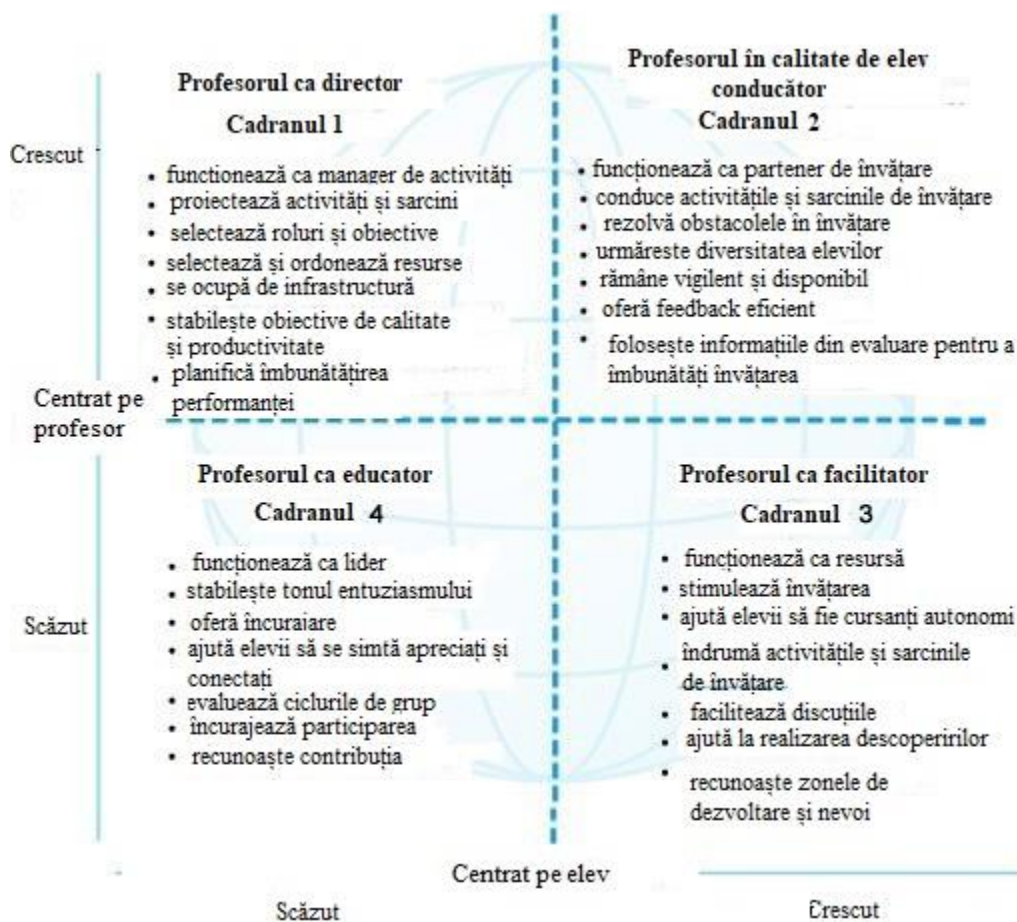 Profesorul ca director
Cadranul 1
Crescut
• funcționează ca manager de activități
• proiectează activități și sarcini
• selectează roluri și obiective
• selectează și ordonează resurse
• se ocupă de infrastructură
• stabilește obiective de calitate
și productivitate
• planifică îmbunătățirea
performanței
Profesorul în calitate de elev
conducător
Cadranul 2
• funcționează ca partener de învățare
• conduce activitățile și sarcinile de învățare
• rezolvă obstacolele în învățare
• urmăreste diversitatea elevilor
• rămâne vigilent și disponibil
• oferă feedback eficient
• folosește informațiile din evaluare pentru a
îmbunătăți învățarea
Centrat pe
profesor
Profesorul ca educator
Cadranul 4
• funcționează ca lider
• stabilește tonul entuziasmului
• oferă încuraiare
• ajută elevii să se simtă apreciați și
conectați
• evaluează ciclurile de grup
• încurajează participarea
• recunoaște contribuția
Scăzut
Profesorul ca facilitator
Cadranul 3
• funcționează ca resursă
• stimulează învățarea
• ajută elevii să fie cursanți autonomi
• îndrumă activitățile și sarcinile
de învățare
• facilitează discuțiile
• ajută la realizarea descoperirilor
• recunoaște zonele de
dezvoltare și nevoi
Centrat pe elev
Scăzut
Crescut